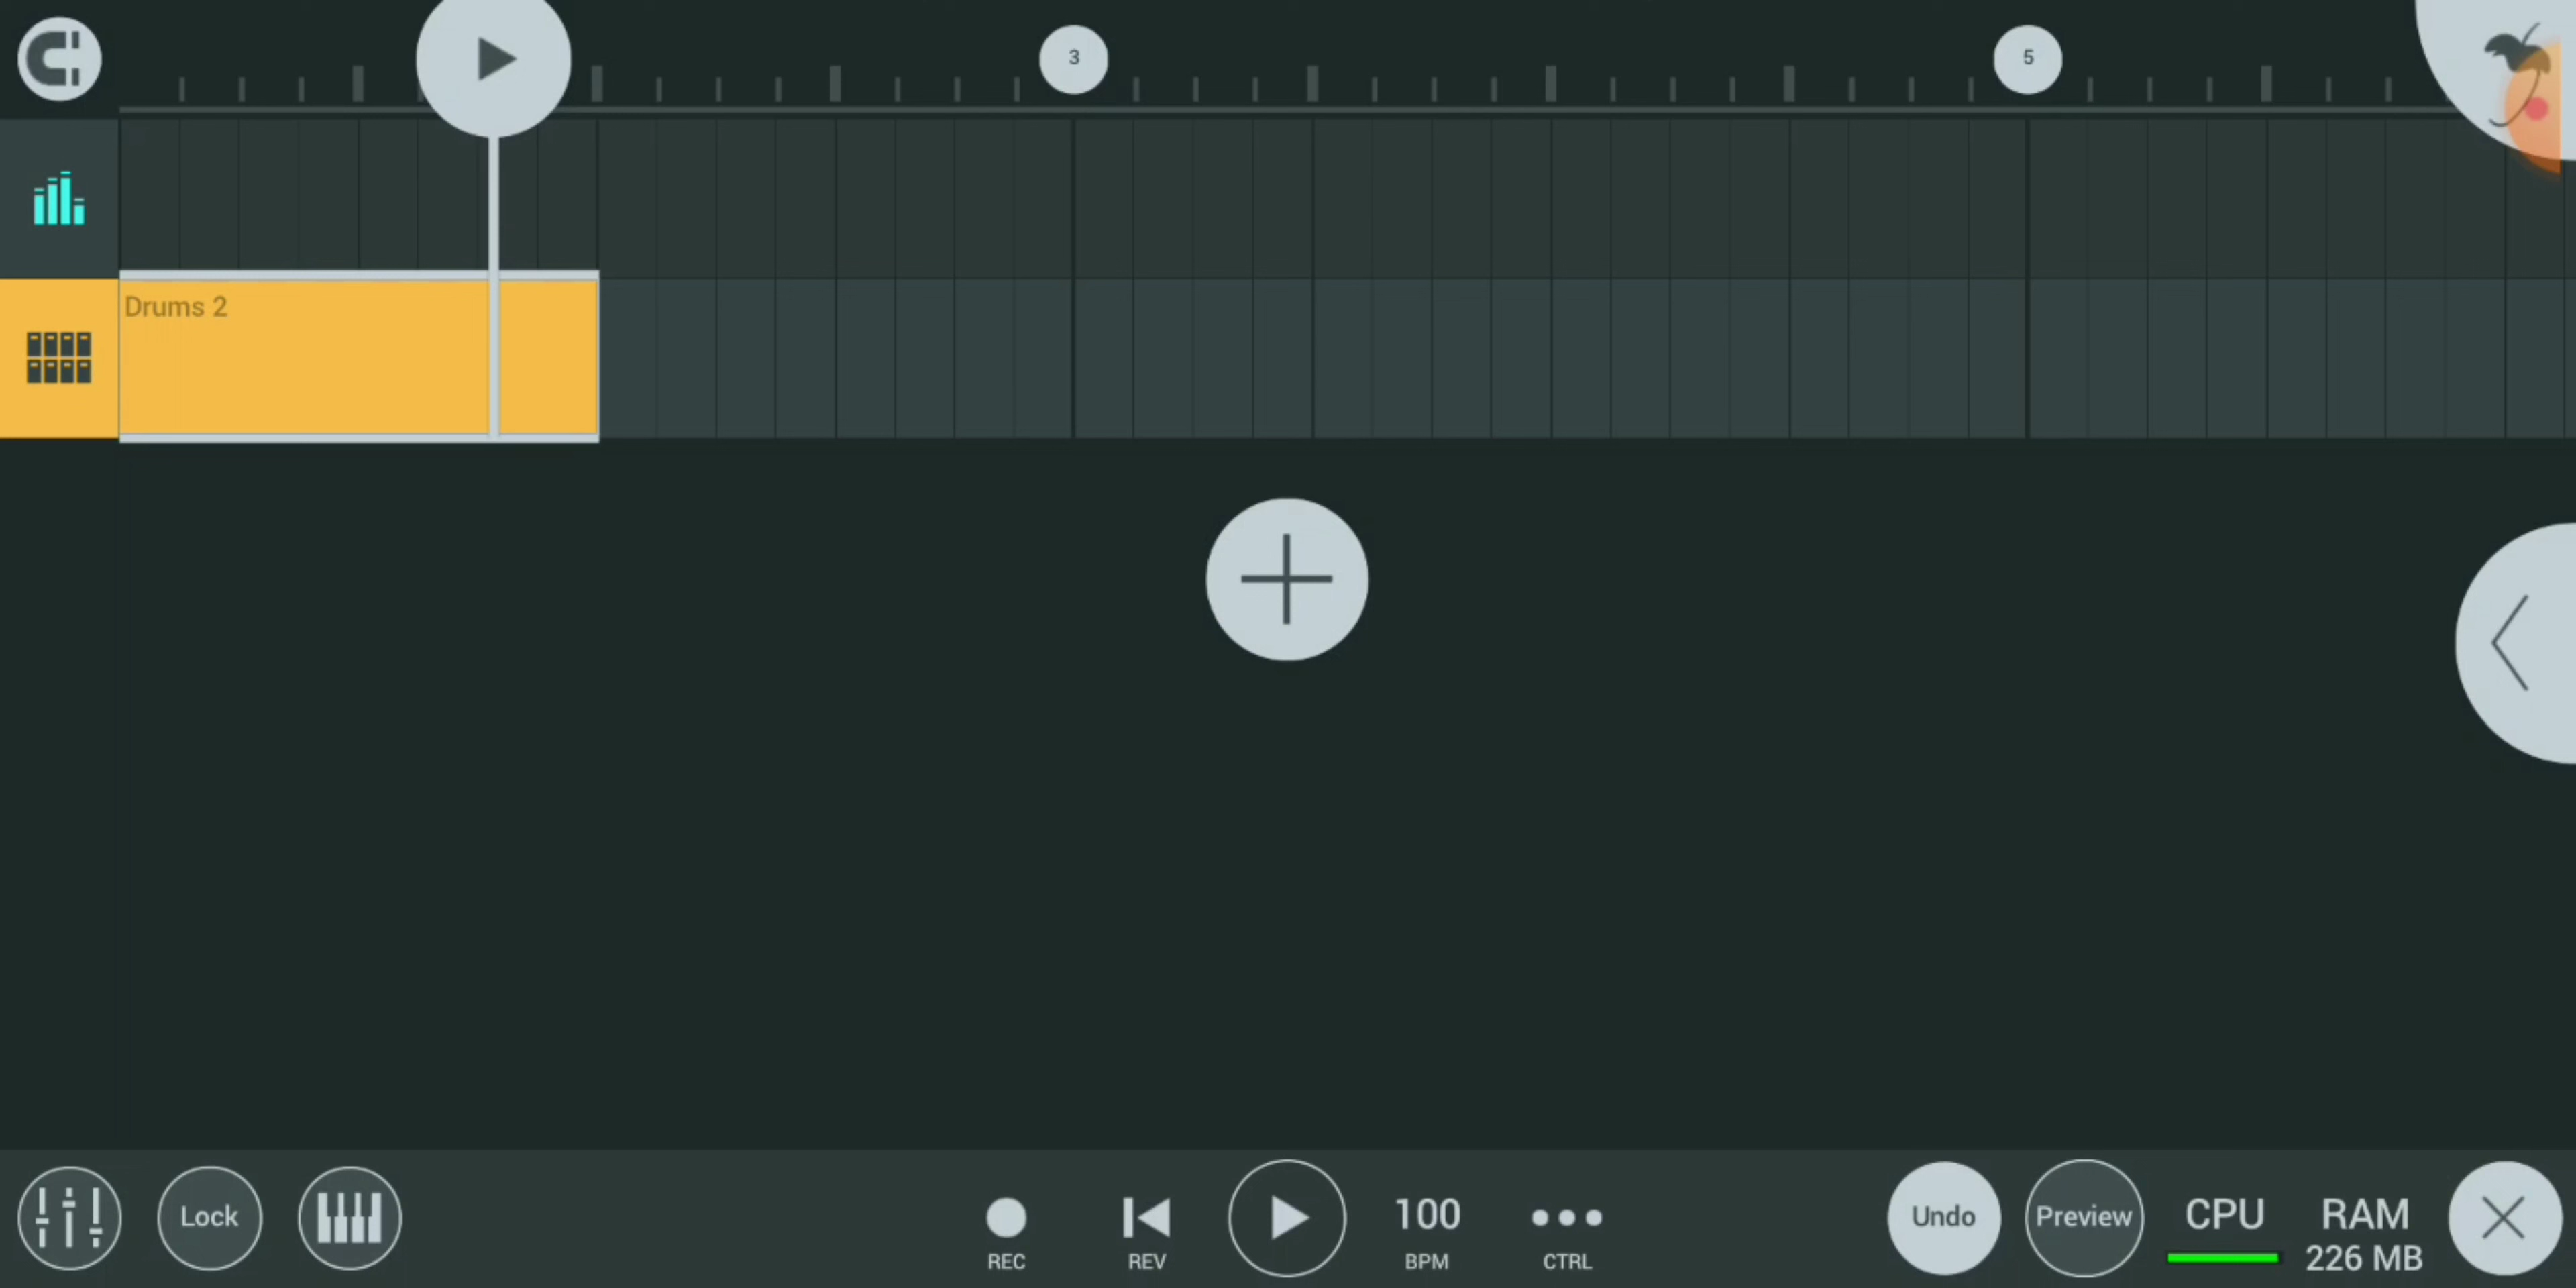 3
5
Drums 2
Lock
REC
REV
100
BPM
CTRL
Undo
Preview
CPU
RAM
226 MB